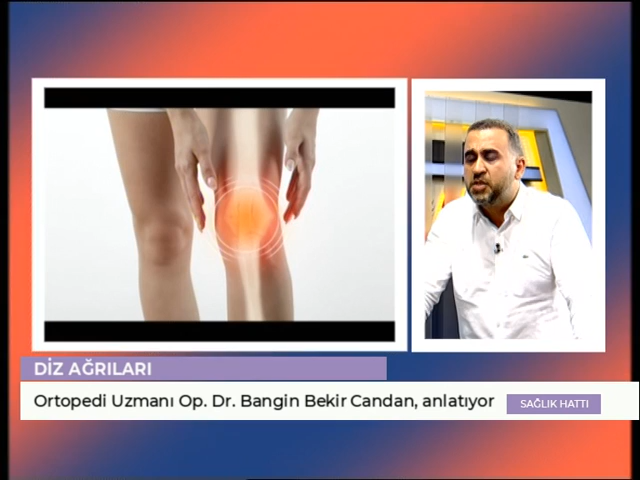 DİZ AĞRILARI
Ortopedi Uzmanı Op. Dr. Bangin Bekir Candan, anlatıyor
SAĞLIK HATTI